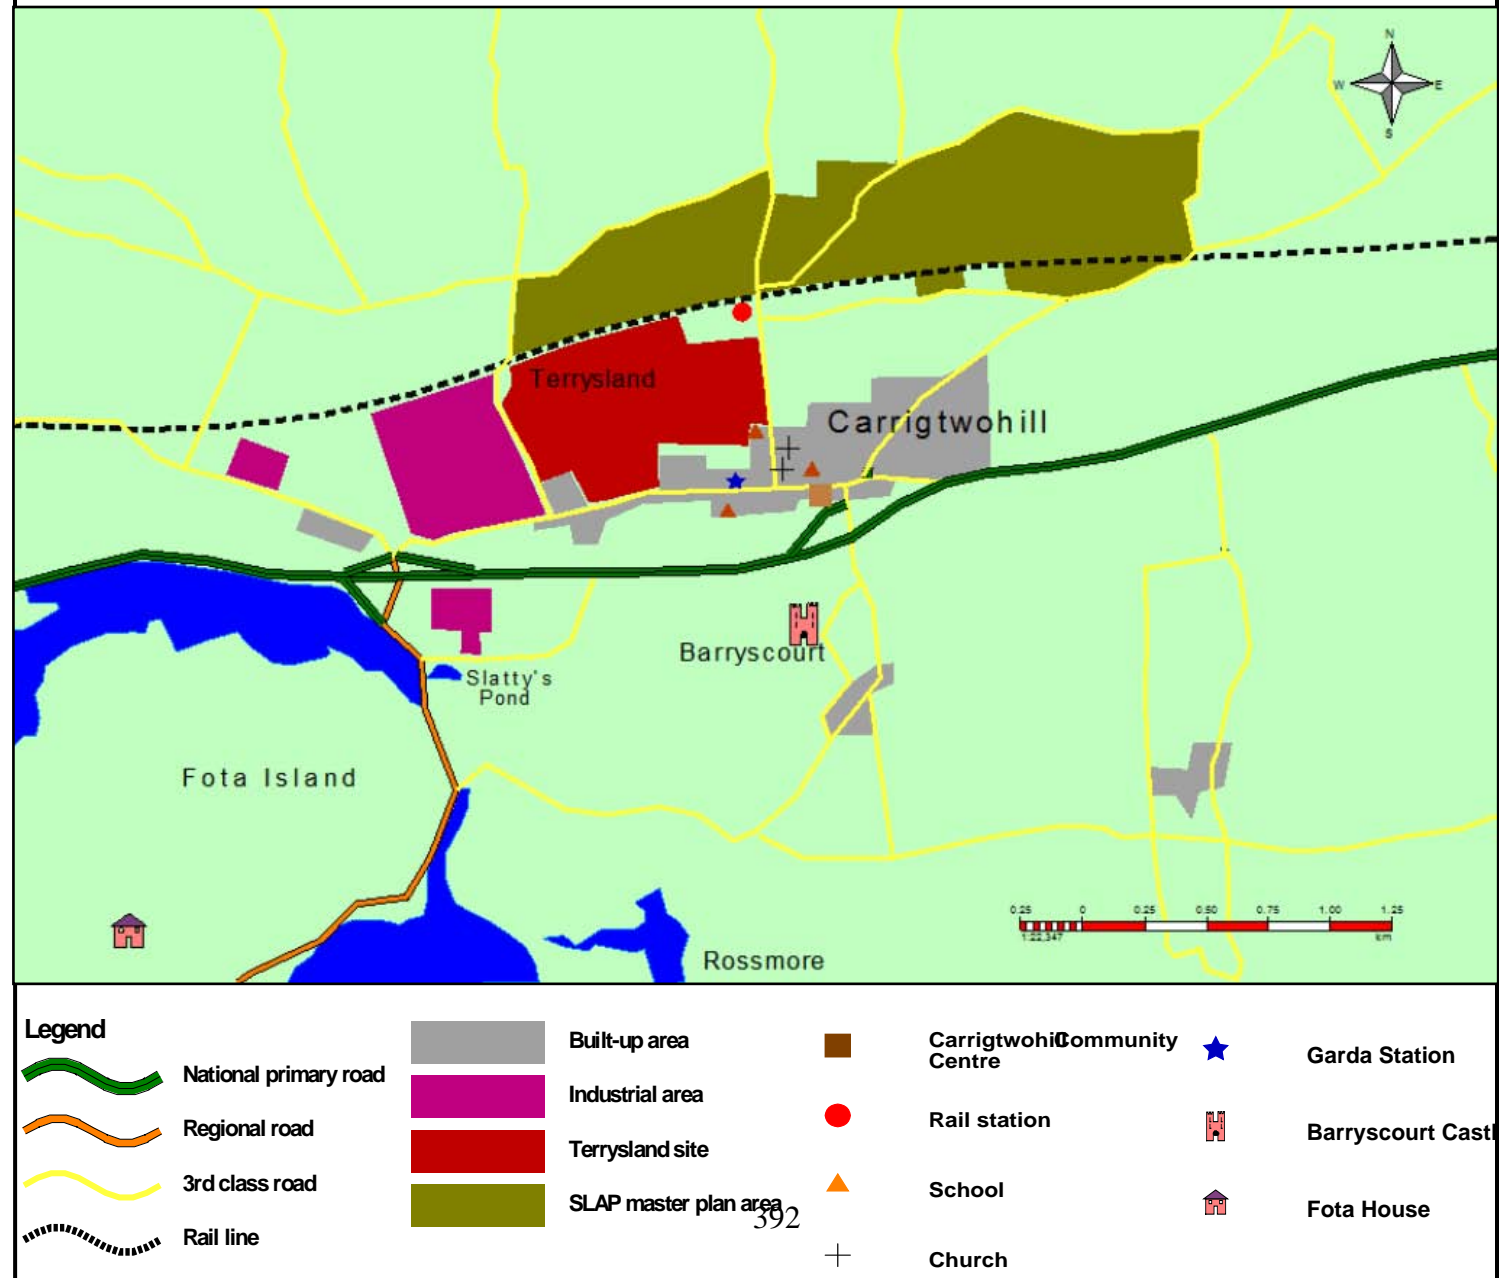 N
W E
S
Terrysland
Carrigtwohill
Barryscourt
Slatty's
Pond
Fota Island
0.25 0 0.25 0.50 0.75 1.00 1.25
1:22,347 km
Rossmore
Legend
National primary road
Regional road
3rd class road
Rail line
Built-up area
Industrial area
Terrysland site
SLAP master plan area
392
Carrigtwohill Community
Centre
Rail station
School
Church
Garda Station
Barryscourt Castl
Fota House